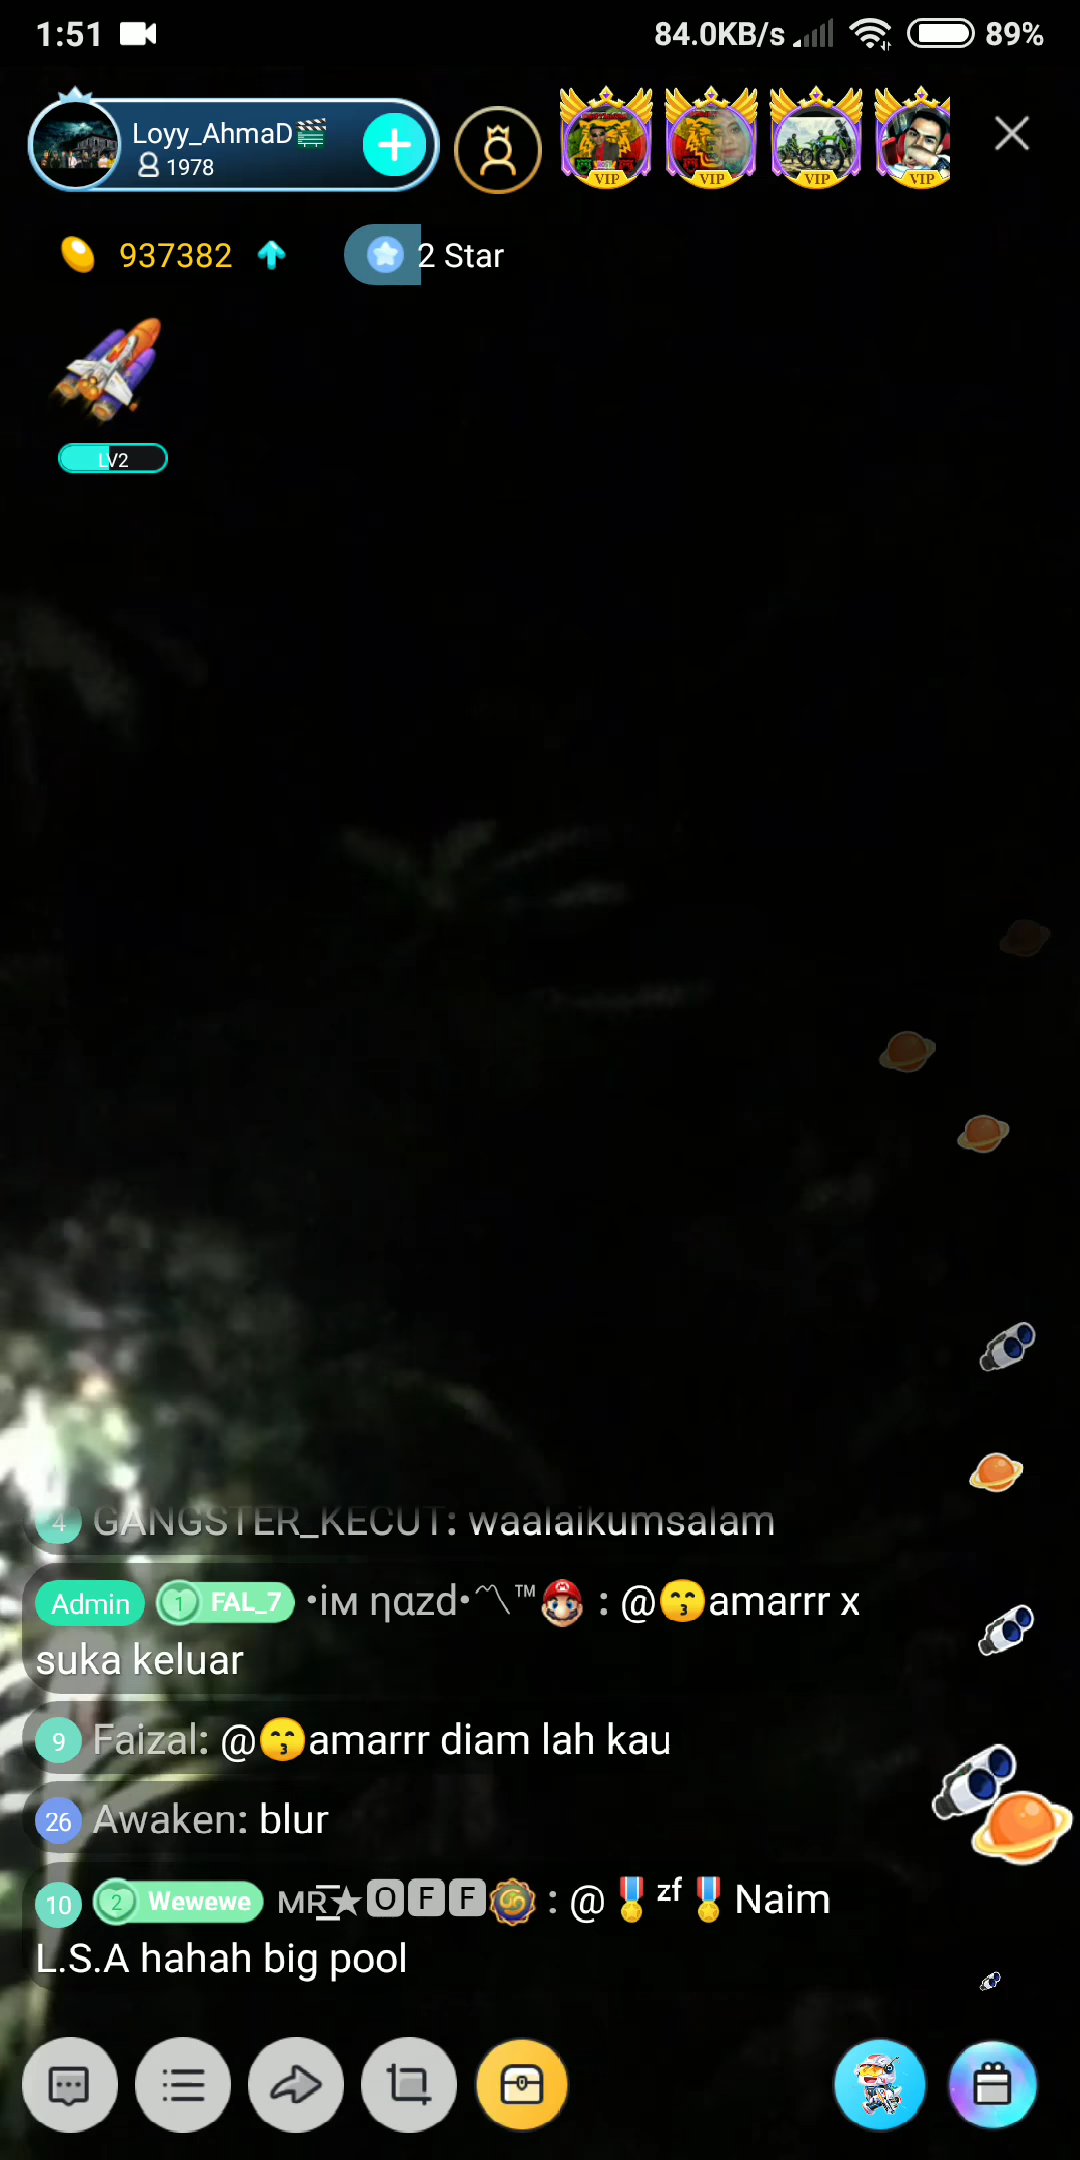 1:51 84.0KB/s 89%
Loyy_AhmaD🎬
1978
VIP VIP VIP VIP
937382 2 Star
LV2
4 GANGSTER_KECUT: waalaikumsalam
Admin 1 FAL_7 •iм ηαzd•〽™ : @😙amarrr x
suka keluar
9 Faizal: @😙amarrr diam lah kau
26 Awaken: blur
10 2 Wewewe MR★🅾🅵🅵🌀 : @🎖zf🎖Naim
L.S.A hahah big pool